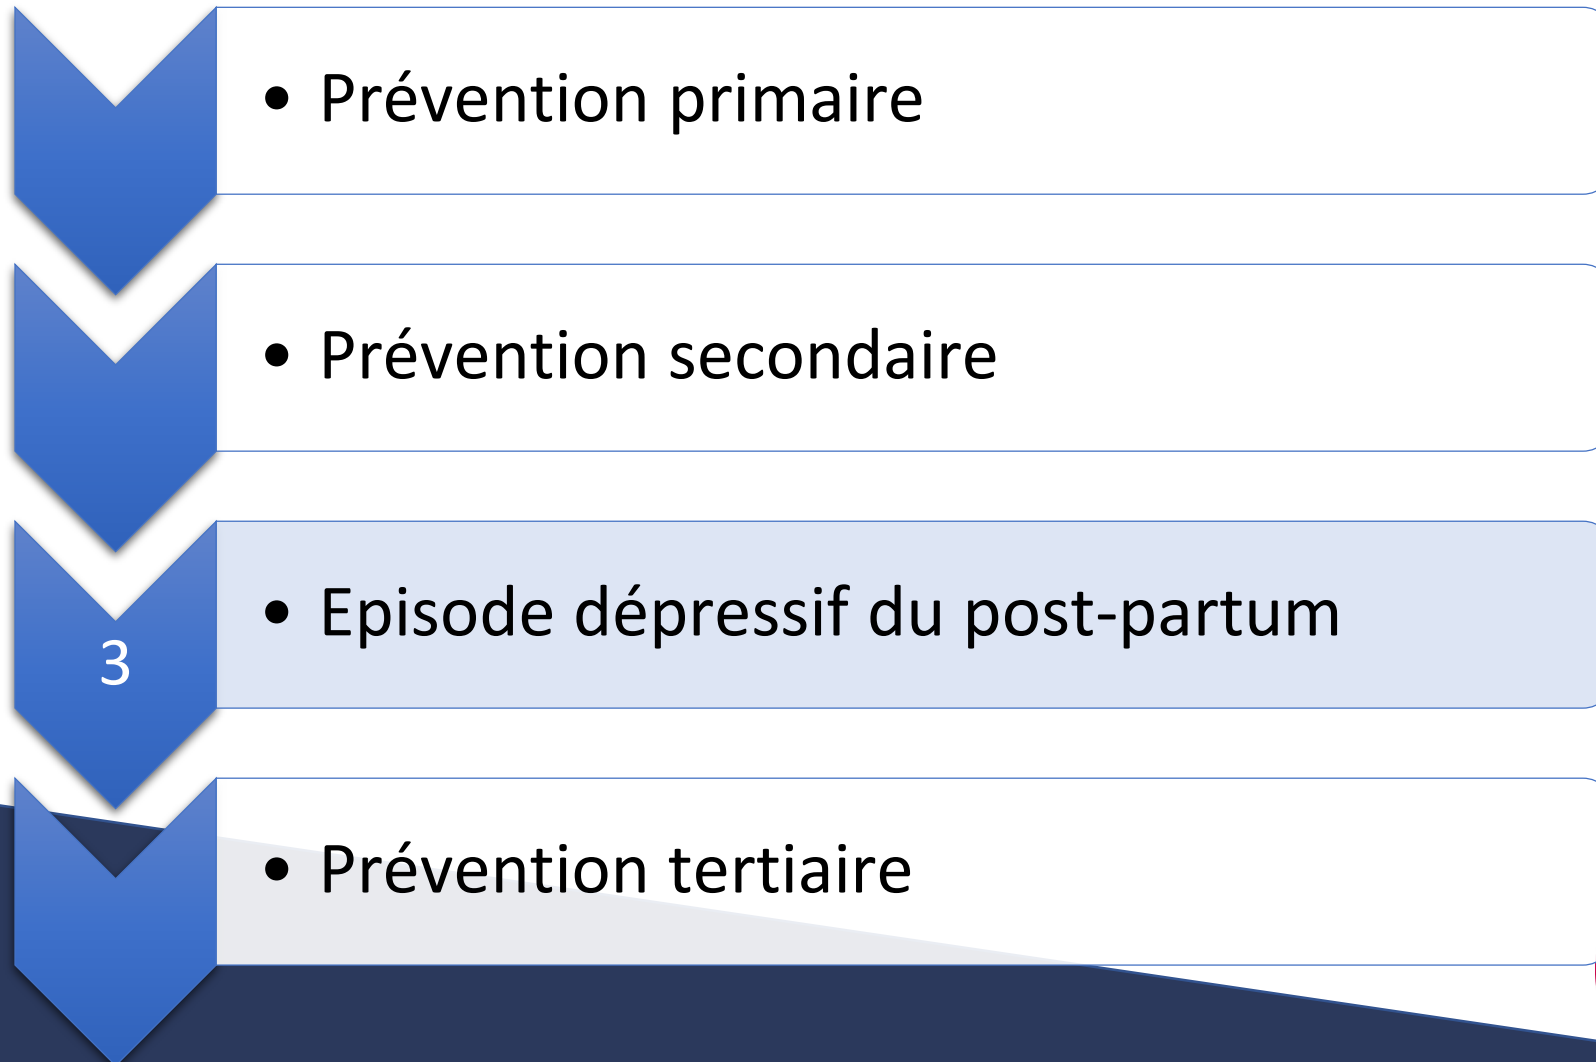 • Prévention primaire
• Prévention secondaire
3
• Episode dépressif du post-partum
• Prévention tertiaire